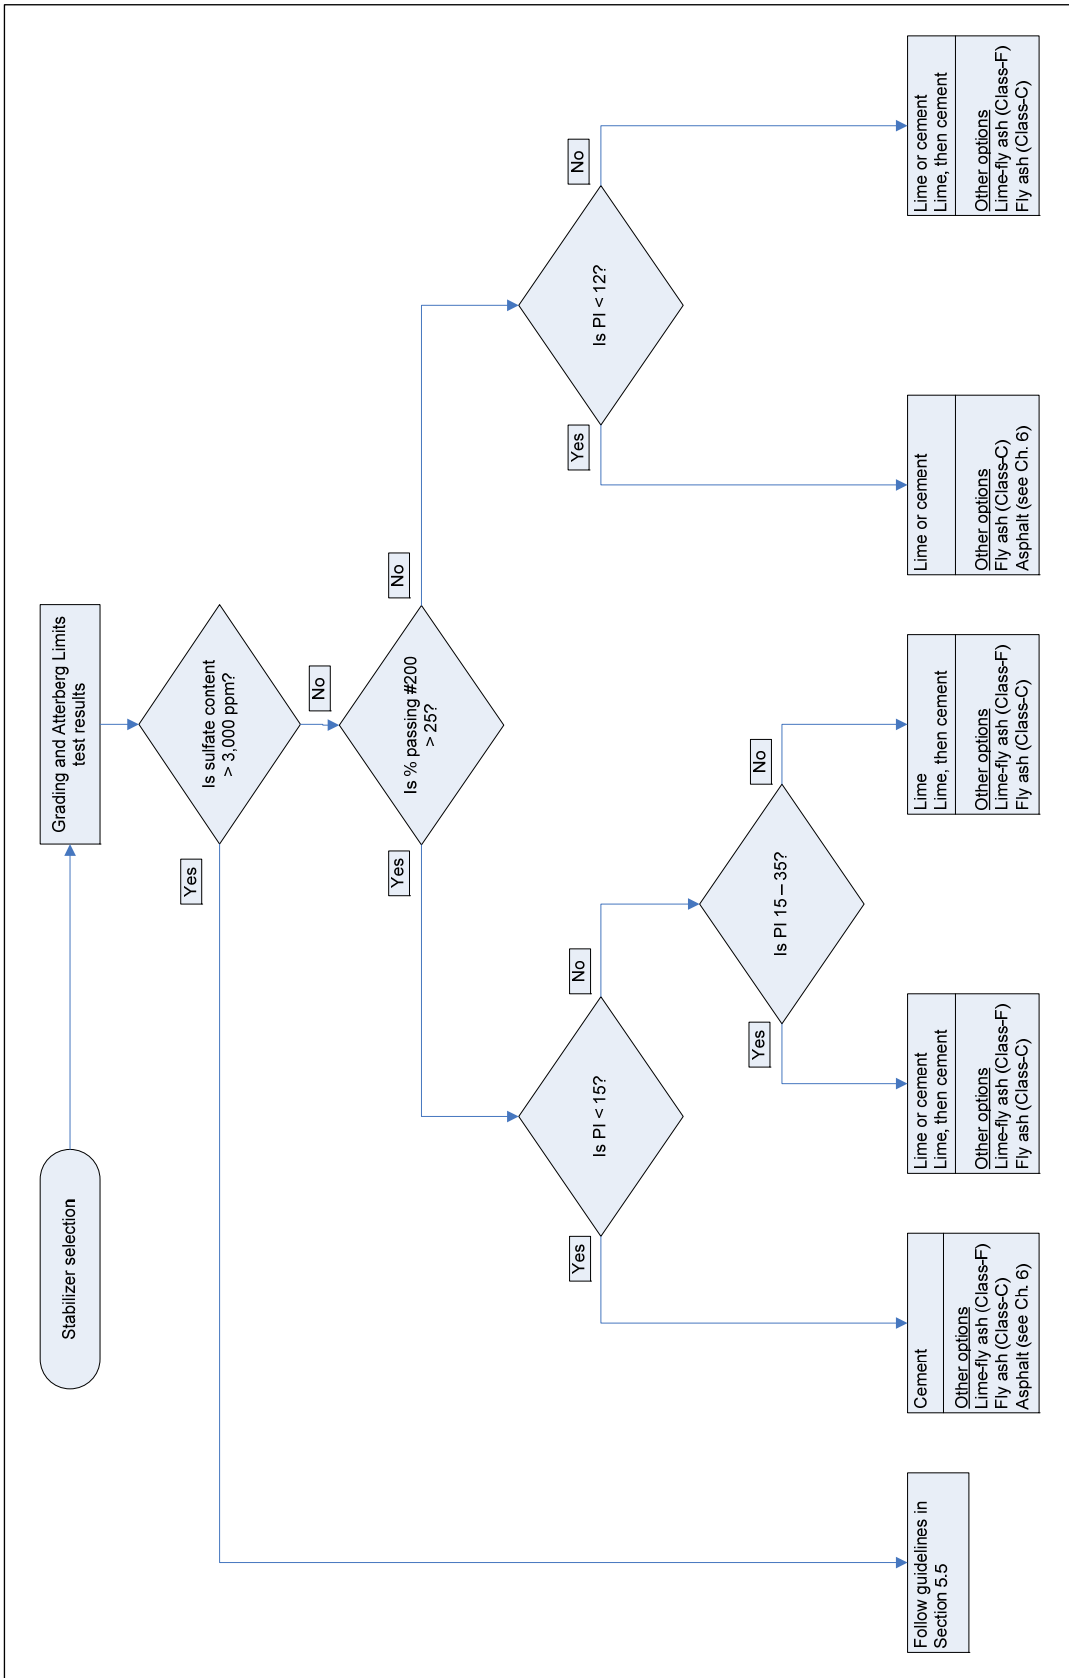 Stabilizer selection
Grading and Atterberg Limits
test results
Is sulfate content
> 3,000 ppm?
Yes
No
Is % passing #200
> 25?
Yes
No
Is PI < 15?
Yes
No
Is PI 15 – 35?
Yes
No
Is PI < 12?
Yes
No
Follow guidelines in
Section 5.5
Cement
Other options
Lime-fly ash (Class-F)
Fly ash (Class-C)
Asphalt (see Ch. 6)
Lime or cement
Lime, then cement
Other options
Lime-fly ash (Class-F)
Fly ash (Class-C)
Lime
Lime, then cement
Other options
Lime-fly ash (Class-F)
Fly ash (Class-C)
Lime or cement
Other options
Fly ash (Class-C)
Asphalt (see Ch. 6)
Lime or cement
Lime, then cement
Other options
Lime-fly ash (Class-F)
Fly ash (Class-C)